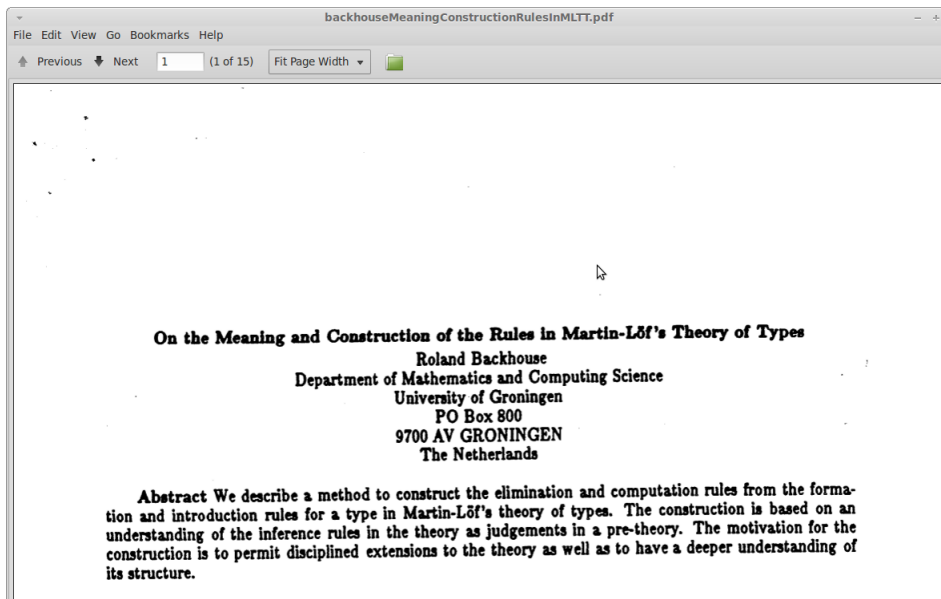 backhouseMeaningConstructionRulesInMLTT.pdf
File Edit View Go Bookmarks Help
Previous Next 1 (1 of 15) Fit Page Width
On the Meaning and Construction of the Rules in Martin-Löf's Theory of Types
Roland Backhouse
Department of Mathematics and Computing Science
University of Groningen
PO Box 800
9700 AV GRONINGEN
The Netherlands
Abstract We describe a method to construct the elimination and computation rules from the forma-
tion and introduction rules for a type in Martin-Löf's theory of types. The construction is based on an
understanding of the inference rules in the theory as judgements in a pre-theory. The motivation for the
construction is to permit disciplined extensions to the theory as well as to have a deeper understanding of
its structure.